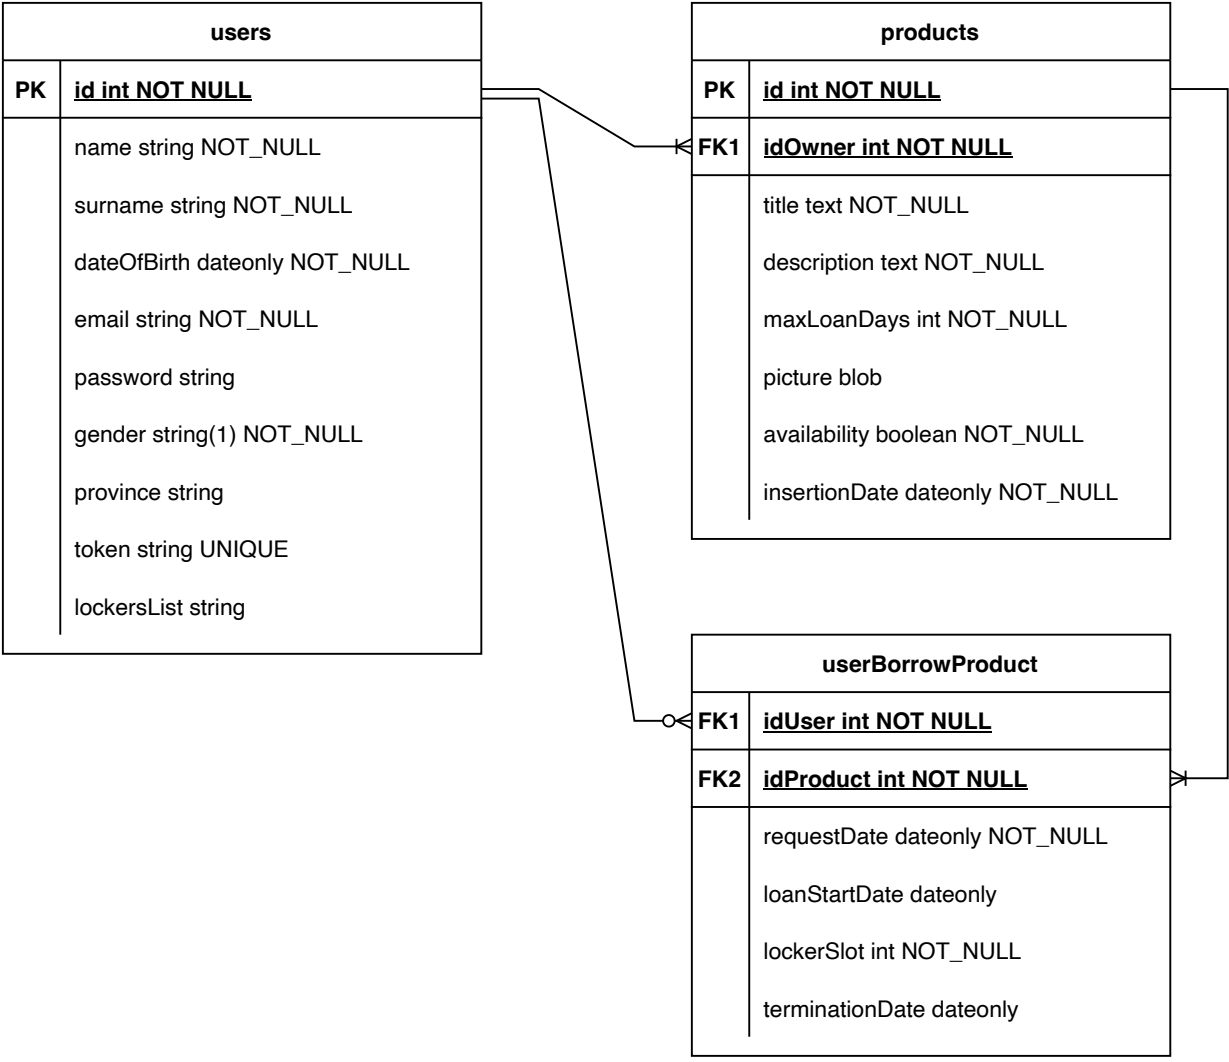 users
PK id int NOT NULL
name string NOT_NULL
surname string NOT_NULL
dateOfBirth dateonly NOT_NULL
email string NOT_NULL
password string
gender string(1) NOT_NULL
province string
token string UNIQUE
lockersList string
products
PK id int NOT NULL
FK1 idOwner int NOT NULL
title text NOT_NULL
description text NOT_NULL
maxLoanDays int NOT_NULL
picture blob
availability boolean NOT_NULL
insertionDate dateonly NOT_NULL
userBorrowProduct
FK1 idUser int NOT NULL
FK2 idProduct int NOT NULL
requestDate dateonly NOT_NULL
loanStartDate dateonly
lockerSlot int NOT_NULL
terminationDate dateonly